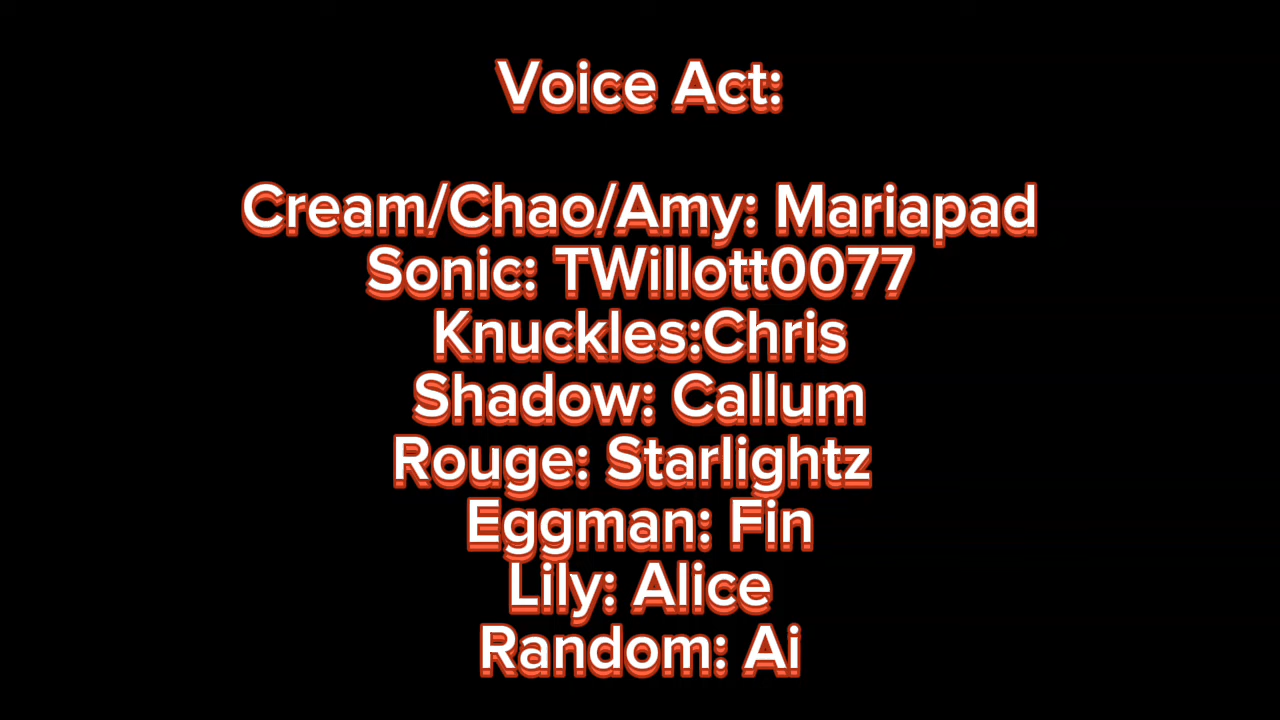 Voice Act:
Cream/Chao/Amy: Mariapad
Sonic: TWillott0077
Knuckles:Chris
Shadow: Callum
Rouge: Starlightz
Eggman: Fin
Lily: Alice
Random: Ai